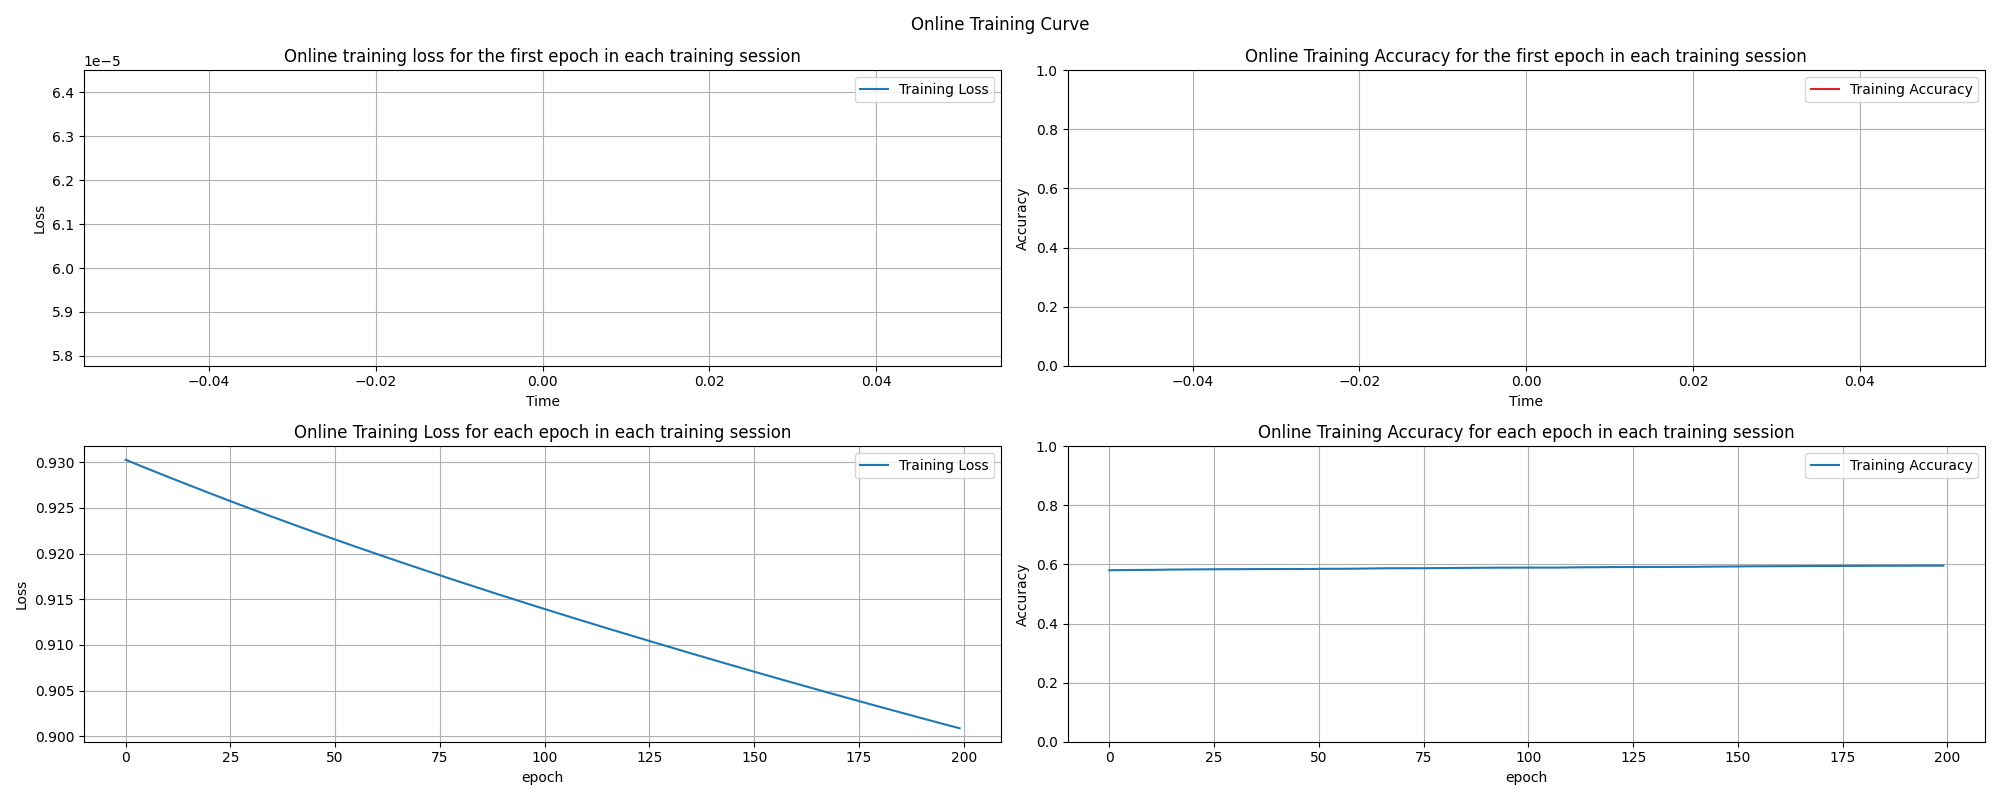 Online Training Curve
Online training loss for the first epoch in each training session
1e−5
6.4
6.3
6.2
6.1
6.0
5.9
5.8
Loss
Training Loss
−0.04 −0.02 0.00 0.02 0.04
Time
Online Training Accuracy for the first epoch in each training session
1.0
0.8
0.6
0.4
0.2
0.0
Accuracy
Training Accuracy
−0.04 −0.02 0.00 0.02 0.04
Time
Online Training Loss for each epoch in each training session
0.930
0.925
0.920
0.915
0.910
0.905
0.900
Loss
Training Loss
0 25 50 75 100 125 150 175 200
epoch
Online Training Accuracy for each epoch in each training session
1.0
0.8
0.6
0.4
0.2
0.0
Accuracy
Training Accuracy
0 25 50 75 100 125 150 175 200
epoch